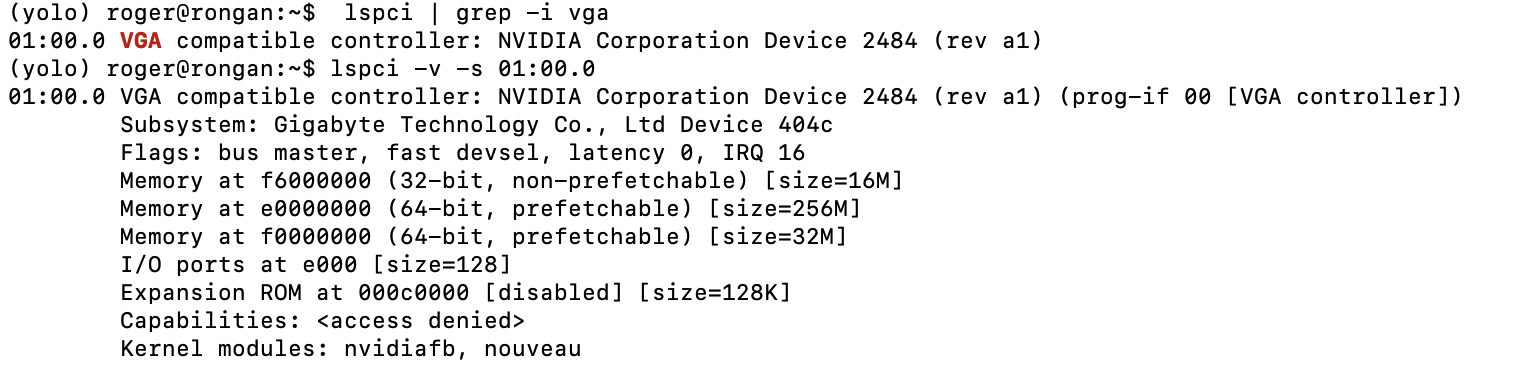 (yolo) roger@rongan:~$  lspci | grep -i vga
01:00.0 VGA compatible controller: NVIDIA Corporation Device 2484 (rev a1)
(yolo) roger@rongan:~$ lspci -v -s 01:00.0
01:00.0 VGA compatible controller: NVIDIA Corporation Device 2484 (rev a1) (prog-if 00 [VGA controller])
        Subsystem: Gigabyte Technology Co., Ltd Device 404c
        Flags: bus master, fast devsel, latency 0, IRQ 16
        Memory at f6000000 (32-bit, non-prefetchable) [size=16M]
        Memory at e0000000 (64-bit, prefetchable) [size=256M]
        Memory at f0000000 (64-bit, prefetchable) [size=32M]
        I/O ports at e000 [size=128]
        Expansion ROM at 000c0000 [disabled] [size=128K]
        Capabilities: <access denied>
        Kernel modules: nvidiafb, nouveau